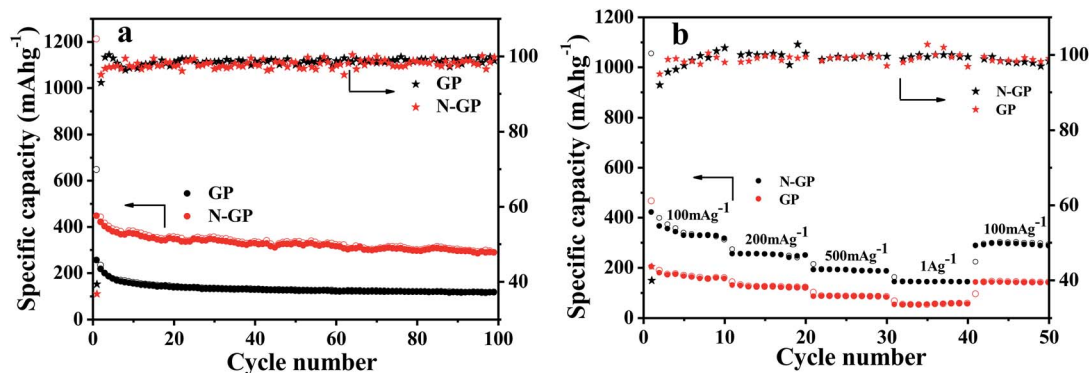 a
Specific capacity (mAhg⁻¹)
1200
1000
800
600
400
200
0
100
80
60
40
GP
N-GP
GP
N-GP
0 20 40 60 80 100
Cycle number
b
Specific capacity (mAhg⁻¹)
1200
1000
800
600
400
200
0
100
80
60
40
N-GP
GP
N-GP
GP
100mAg⁻¹
200mAg⁻¹
500mAg⁻¹
1Ag⁻¹
100mAg⁻¹
0 10 20 30 40 50
Cycle number